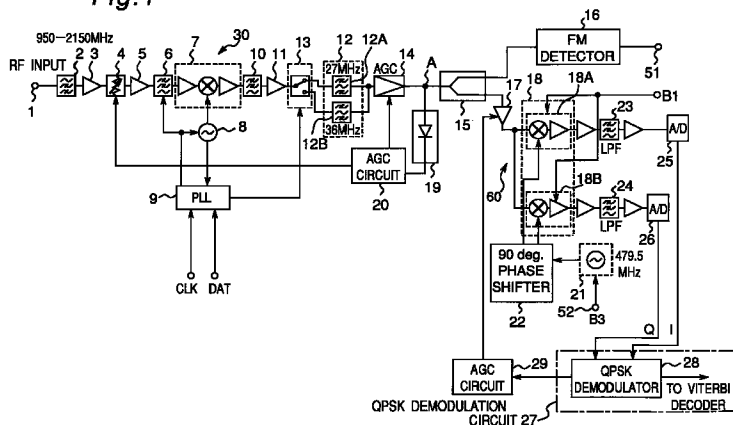 Fig. 1
950-2150MHz
RF INPUT
1
2
3
4
5
6
7
30
10
11
13
12
12A
27MHz
12B
36MHz
AGC
14
A
16
FM
DETECTOR
51
15
17
18
18A
23
B1
LPF
A/D
25
8
9
PLL
CLK
DAT
AGC
CIRCUIT
20
19
60
18B
24
LPF
A/D
26
90 deg.
PHASE
SHIFTER
22
479.5
MHz
21
52
B3
Q
I
AGC
CIRCUIT
29
QPSK
DEMODULATOR
28
TO VITERBI
DECODER
QPSK DEMODULATION
CIRCUIT 27